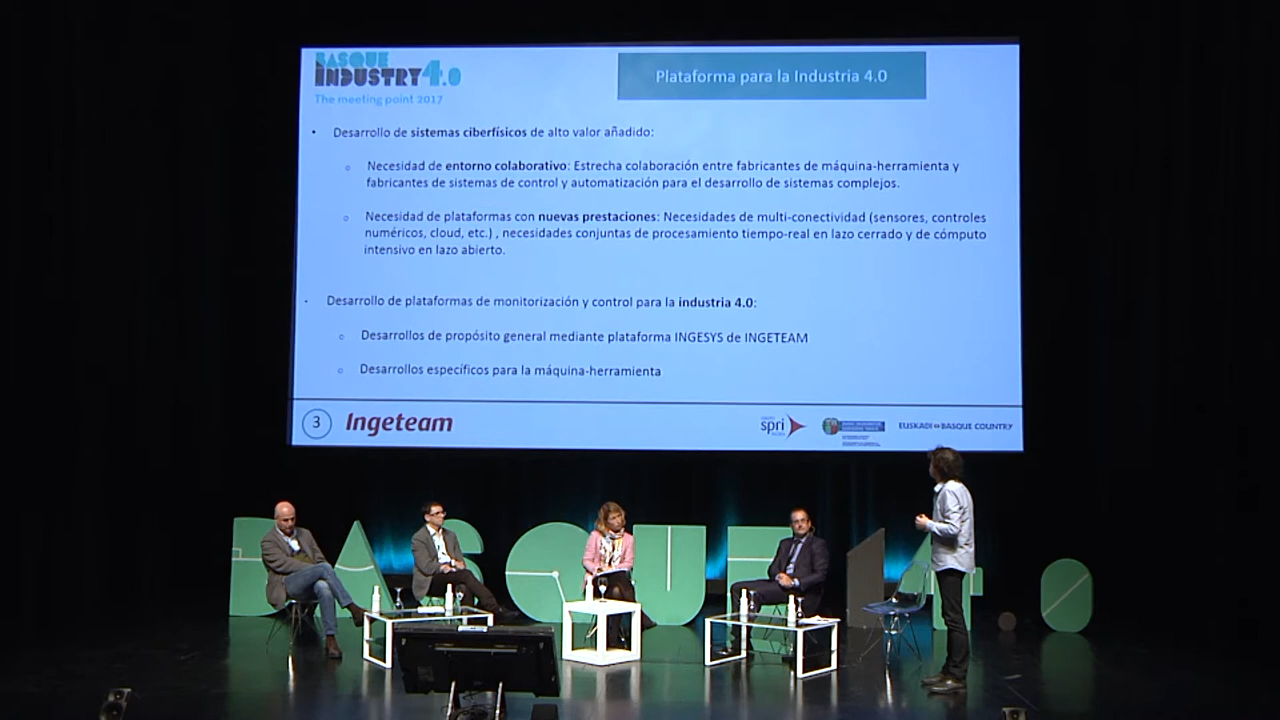 BASQUE
INDUSTRY 4.0
The meeting point 2017
Plataforma para la Industria 4.0
• Desarrollo de sistemas ciberfísicos de alto valor añadido:
○ Necesidad de entorno colaborativo: Estrecha colaboración entre fabricantes de máquina-herramienta y
fabricantes de sistemas de control y automatización para el desarrollo de sistemas complejos.
○ Necesidad de plataformas con nuevas prestaciones: Necesidades de multi-conectividad (sensores, controles
numéricos, cloud, etc.) , necesidades conjuntas de procesamiento tiempo-real en lazo cerrado y de cómputo
intensivo en lazo abierto.
• Desarrollo de plataformas de monitorización y control para la industria 4.0:
○ Desarrollos de propósito general mediante plataforma INGESYS de INGETEAM
○ Desarrollos específicos para la máquina-herramienta
3 Ingeteam
spri
EUSKADI BASQUE COUNTRY
BASQUE I4.0